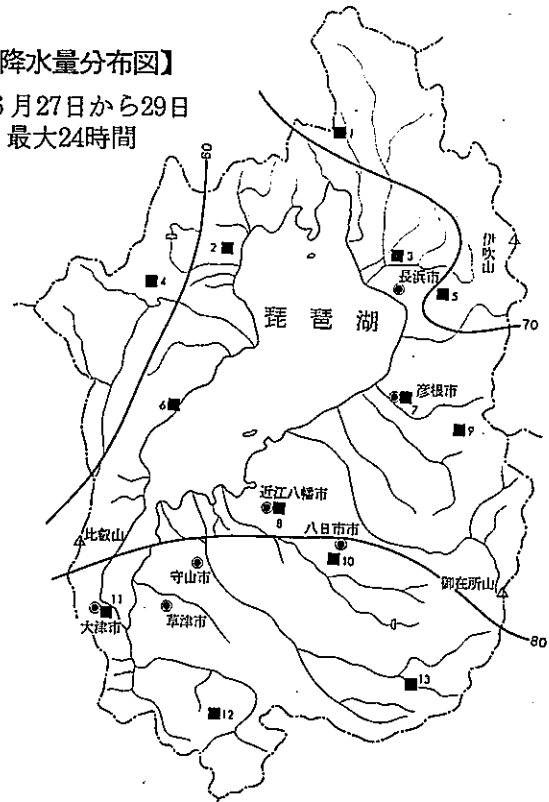 降水量分布図】
6月27日から29日
最大24時間
60
1
伊吹山
2
3
4
長浜市
5
琵琶湖
70
6
彦根市
7
9
近江八幡市
8
八日市市
比叡山
10
守山市
御在所山
11
大津市
草津市
80
13
12